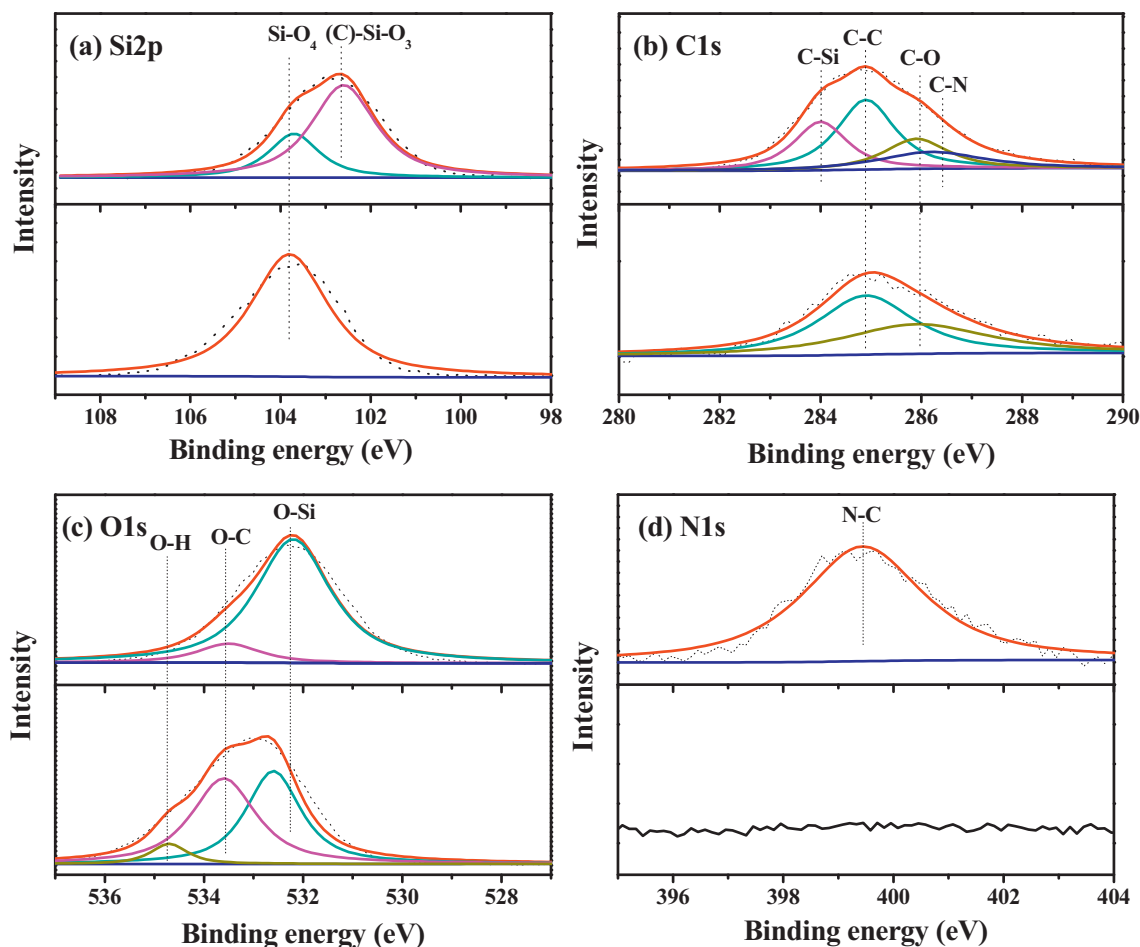 (a) Si2p
Si-O4 (C)-Si-O3
Intensity
108 106 104 102 100 98
Binding energy (eV)
(b) C1s
C-C
C-Si C-O
C-N
Intensity
280 282 284 286 288 290
Binding energy (eV)
(c) O1s
O-Si
O-H O-C
Intensity
536 534 532 530 528
Binding energy (eV)
(d) N1s
N-C
Intensity
396 398 400 402 404
Binding energy (eV)